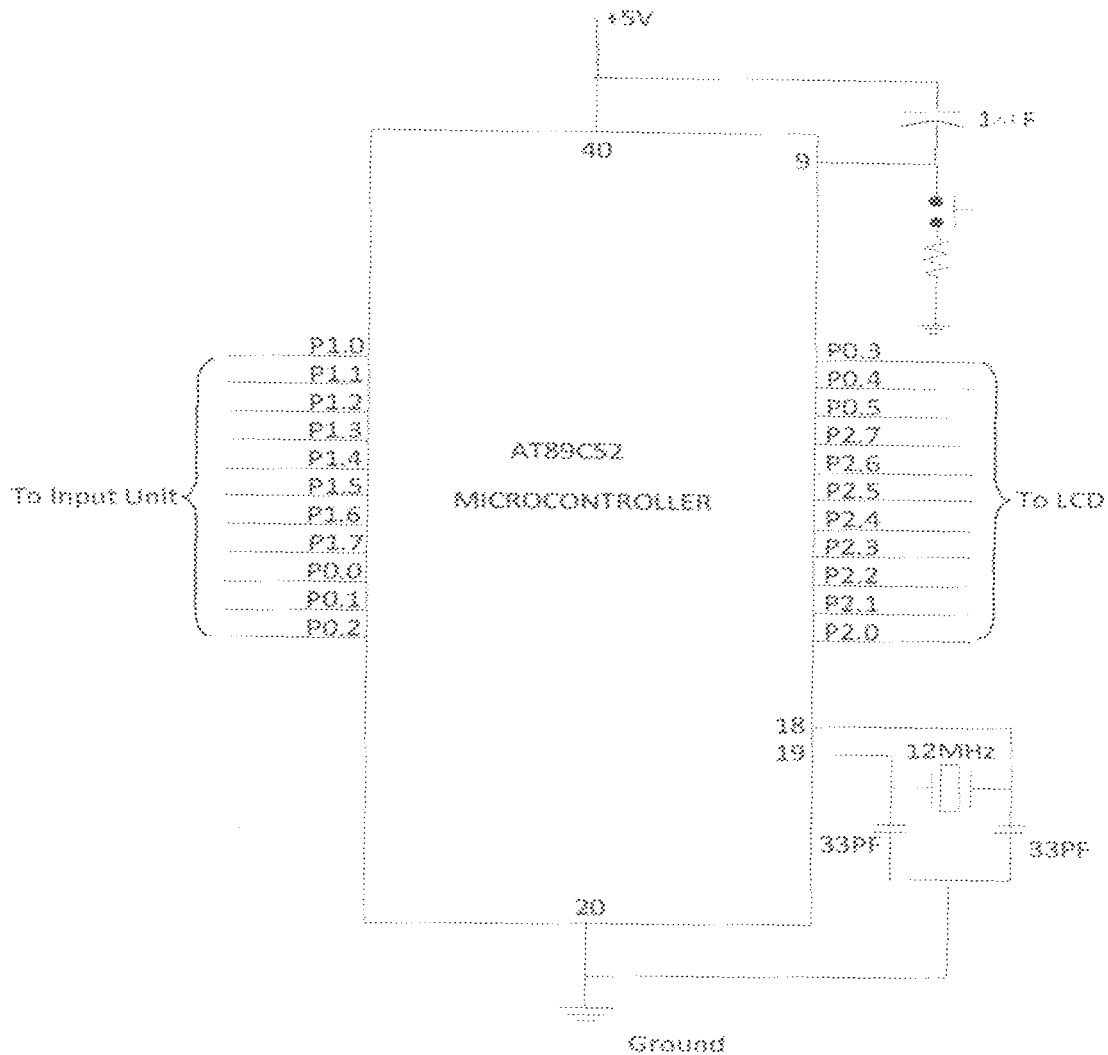 +5V
40
9
P1.0
P1.1
P1.2
P1.3
P1.4
P1.5
P1.6
P1.7
P0.0
P0.1
P0.2
To Input Unit
AT89C52
MICROCONTROLLER
P0.3
P0.4
P0.5
P2.7
P2.6
P2.5
P2.4
P2.3
P2.2
P2.1
P2.0
To LCD
18
19
12MHz
33PF
33PF
20
Ground